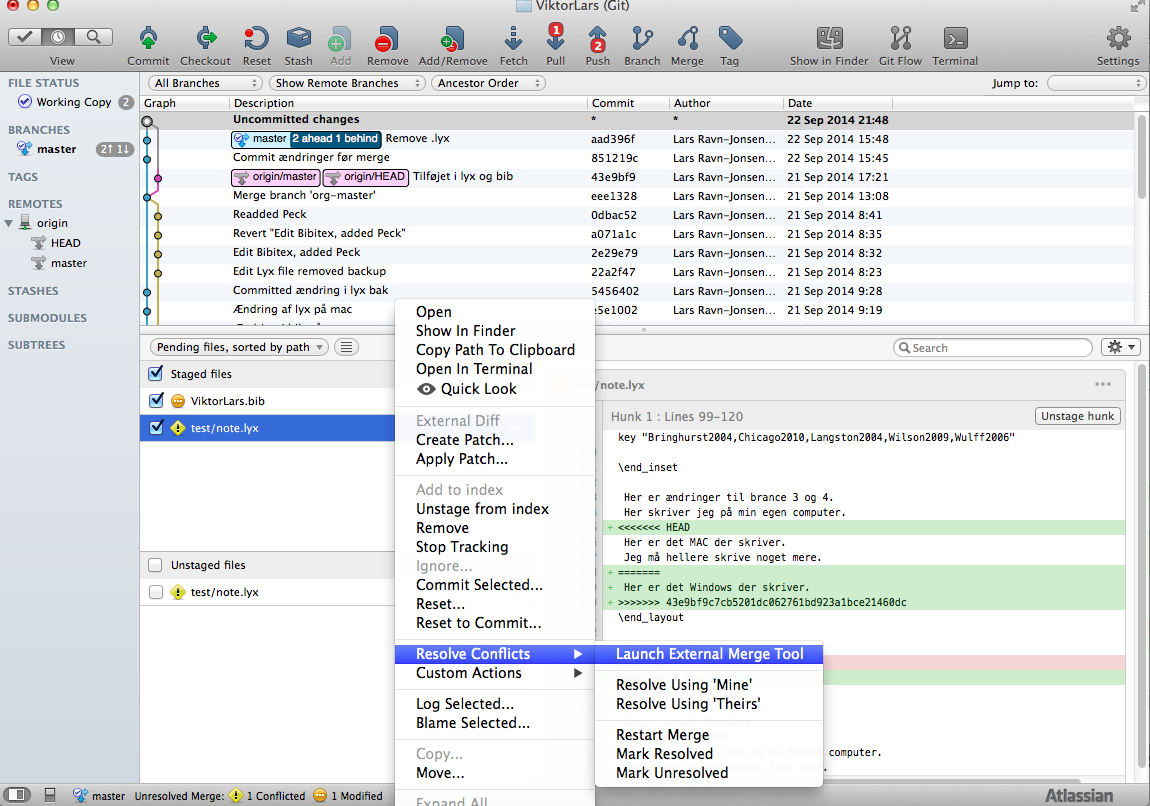 ViktorLars (Git)
1
2
View Commit Checkout Reset Stash Add Remove Add/Remove Fetch Pull Push Branch Merge Tag Show in Finder Git Flow Terminal Settings
FILE STATUS
Working Copy 2
BRANCHES
master 2↑ 1↓
TAGS
REMOTES
origin
HEAD
master
STASHES
SUBMODULES
SUBTREES
All Branches Show Remote Branches Ancestor Order Jump to:
Graph Description Commit Author Date
Uncommitted changes * * 22 Sep 2014 21:48
master 2 ahead 1 behind Remove .lyx aad396f Lars Ravn-Jonsen... 22 Sep 2014 15:48
Commit ændringer før merge 851219c Lars Ravn-Jonsen... 22 Sep 2014 15:45
origin/master origin/HEAD Tilføjet i lyx og bib 43e9bf9 Lars Ravn-Jonsen... 21 Sep 2014 17:21
Merge branch 'org-master' eee1328 Lars Ravn-Jonsen... 21 Sep 2014 13:08
Readded Peck 0dbac52 Lars Ravn-Jonsen... 21 Sep 2014 8:41
Revert "Edit Bibitex, added Peck" a071a1c Lars Ravn-Jonsen... 21 Sep 2014 8:35
Edit Bibitex, added Peck 2e29e79 Lars Ravn-Jonsen... 21 Sep 2014 8:32
Edit Lyx file removed backup 22a2f47 Lars Ravn-Jonsen... 21 Sep 2014 8:23
Committed ændring i lyx bak 5456402 Lars Ravn-Jonsen... 21 Sep 2014 9:28
Ændring af lyx på mac e5e1002 Lars Ravn-Jonsen... 21 Sep 2014 9:19
Pending files, sorted by path
Search
Staged files
ViktorLars.bib
test/note.lyx
Unstaged files
test/note.lyx
Open
Show In Finder
Copy Path To Clipboard
Open In Terminal
Quick Look
External Diff
Create Patch...
Apply Patch...
Add to index
Unstage from index
Remove
Stop Tracking
Ignore...
Commit Selected...
Reset...
Reset to Commit...
Resolve Conflicts
Custom Actions
Log Selected...
Blame Selected...
Copy...
Move...
Expand All
Launch External Merge Tool
Resolve Using 'Mine'
Resolve Using 'Theirs'
Restart Merge
Mark Resolved
Mark Unresolved
/note.lyx
Hunk 1 : Lines 99-120 Unstage hunk
key "Bringhurst2004,Chicago2010,Langston2004,Wilson2009,Wulff2006"
\end_inset
Her er ændringer til brance 3 og 4.
Her skriver jeg på min egen computer.
+ <<<<<<< HEAD
Her er det MAC der skriver.
Jeg må hellere skrive noget mere.
+ =======
+ Her er det Windows der skriver.
+ >>>>>>> 43e9bf9c7cb5201dc062761bd923a1bce21460dc
\end_layout
computer.
master Unresolved Merge: 1 Conflicted 1 Modified
Atlassian